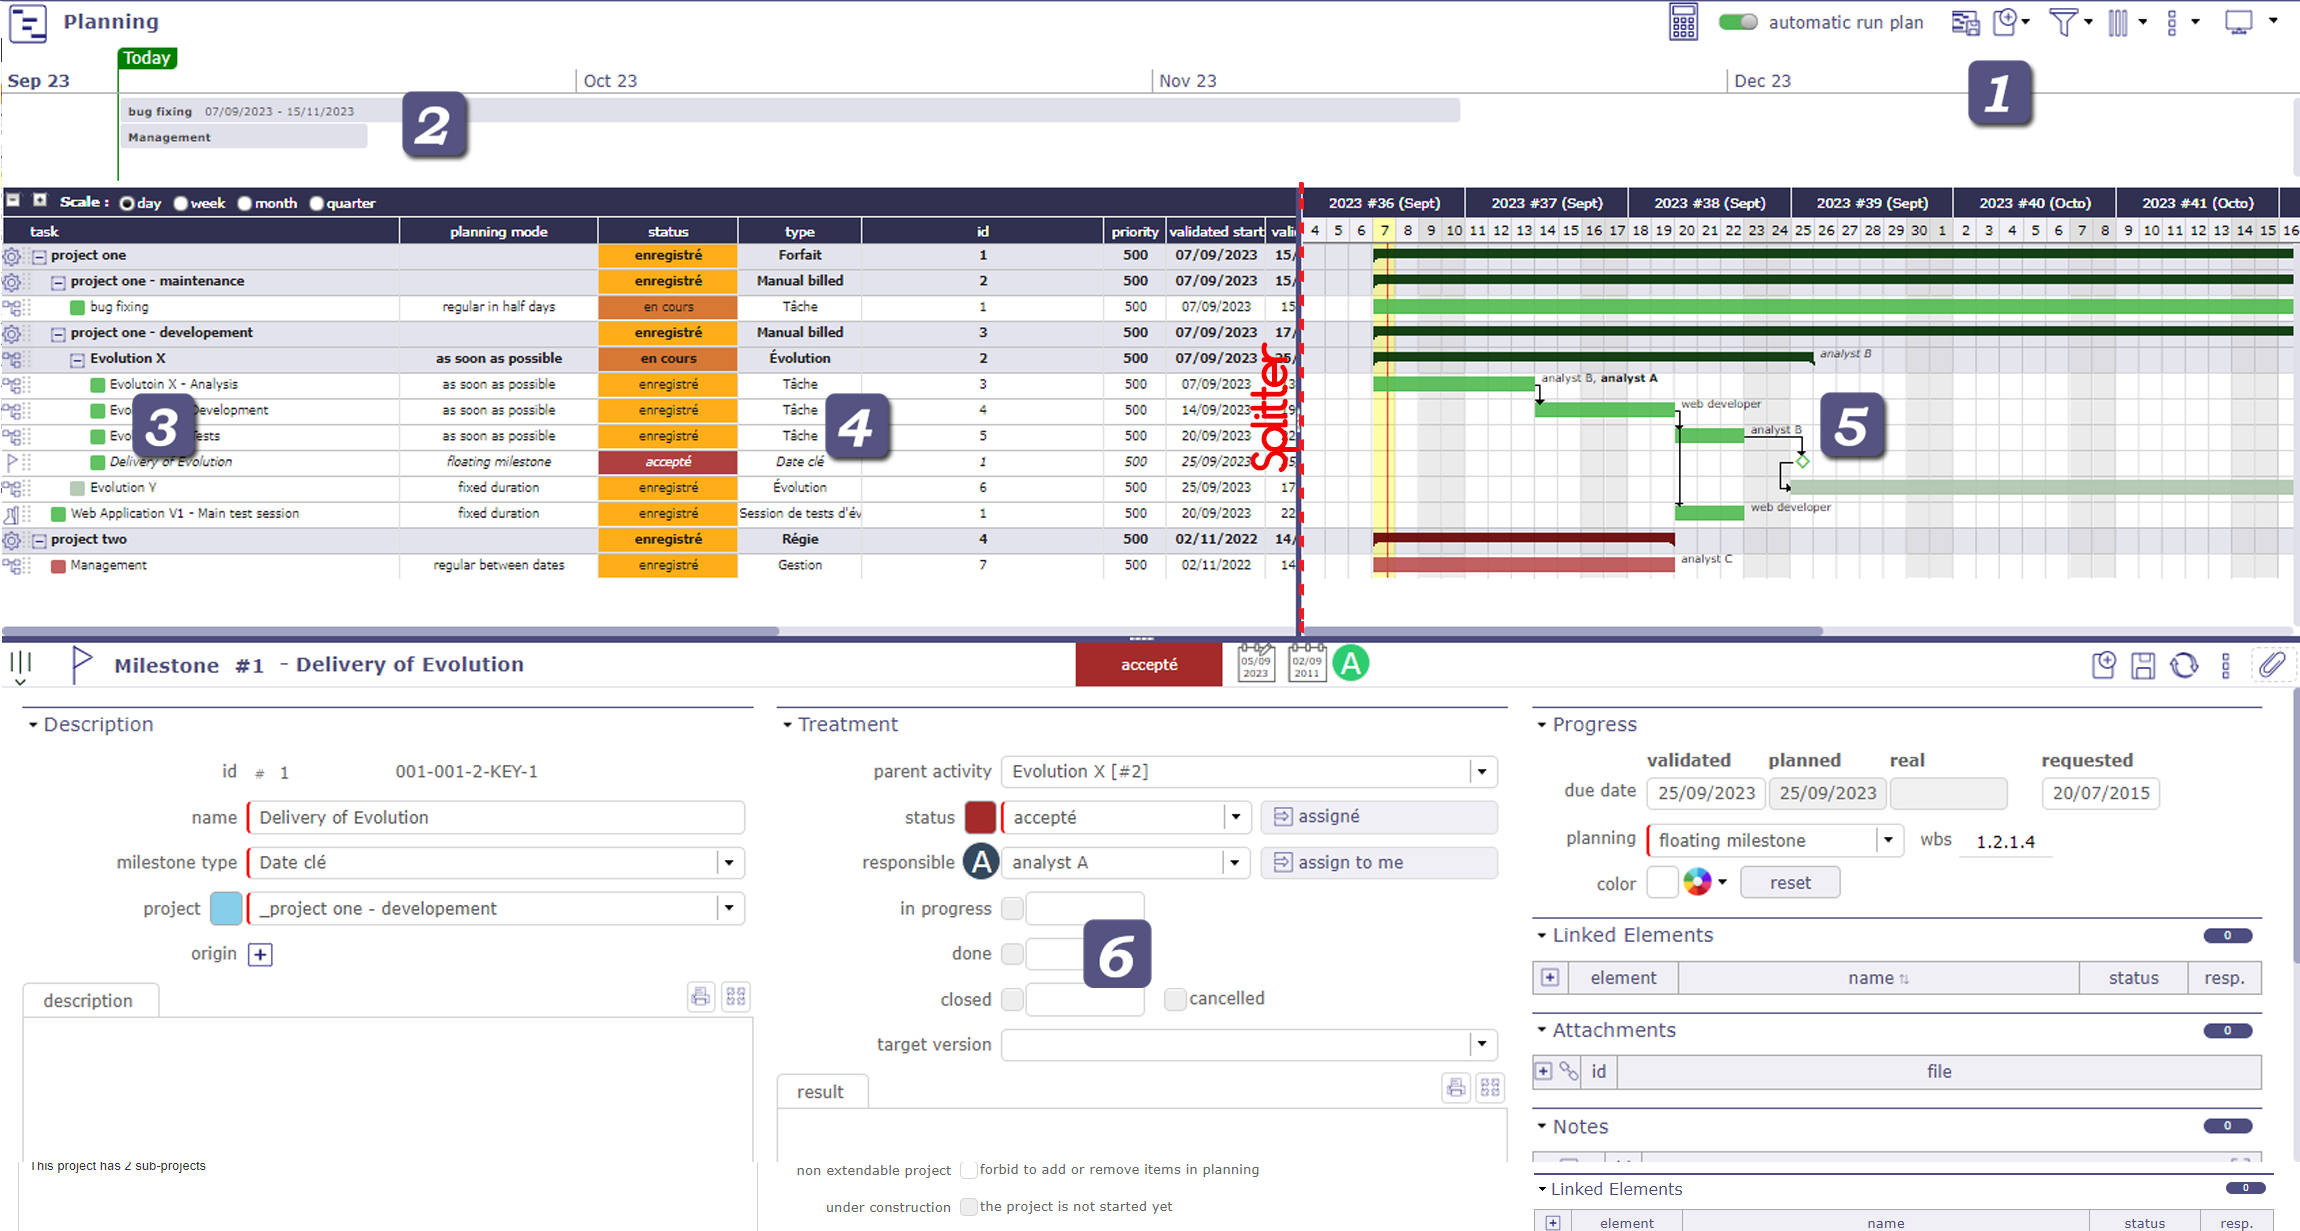 Planning
automatic run plan
Today
Sep 23 Oct 23 Nov 23 Dec 23
1
bug fixing 07/09/2023 - 15/11/2023
2
Management
Scale : day week month quarter
2023 #36 (Sept) 2023 #37 (Sept) 2023 #38 (Sept) 2023 #39 (Sept) 2023 #40 (Octo) 2023 #41 (Octo)
task planning mode status type id priority validated start vali
4 5 6 7 8 9 10 11 12 13 14 15 16 17 18 19 20 21 22 23 24 25 26 27 28 29 30 1 2 3 4 5 6 7 8 9 10 11 12 13 14 15 16
project one enregistré Forfait 1 500 07/09/2023 15/
project one - maintenance enregistré Manual billed 2 500 07/09/2023 15/
bug fixing regular in half days en cours Tâche 1 500 07/09/2023 15
project one - developement enregistré Manual billed 3 500 07/09/2023 17/
Evolution X as soon as possible en cours Évolution 2 500 07/09/2023 25/ analyst B
Evolutoin X - Analysis as soon as possible enregistré Tâche 3 500 07/09/2023 analyst B, analyst A
Evo Development as soon as possible enregistré Tâche 4 500 14/09/2023 web developer
Evo Tests as soon as possible enregistré Tâche 5 500 20/09/2023 analyst B
3
4
Splitter
5
Delivery of Evolution floating milestone accepté Date clé 1 500 25/09/2023
Evolution Y fixed duration enregistré Évolution 6 500 25/09/2023 17
Web Application V1 - Main test session fixed duration enregistré Session de tests d'év 1 500 20/09/2023 22 web developer
project two enregistré Régie 4 500 02/11/2022 14/
Management regular between dates enregistré Gestion 7 500 02/11/2022 14 analyst C
Milestone #1 - Delivery of Evolution
accepté
05/09
2023
02/09
2011
A
Description
id # 1 001-001-2-KEY-1
name Delivery of Evolution
milestone type Date clé
project _project one - developement
origin
description
This project has 2 sub-projects
Treatment
parent activity Evolution X [#2]
status accepté assigné
responsible A analyst A assign to me
in progress
done
6
closed cancelled
target version
result
non extendable project forbid to add or remove items in planning
under construction the project is not started yet
Progress
validated planned real requested
due date 25/09/2023 25/09/2023 20/07/2015
planning floating milestone wbs 1.2.1.4
color reset
Linked Elements 0
element name status resp.
Attachments 0
id file
Notes 0
Linked Elements 0
element name status resp.